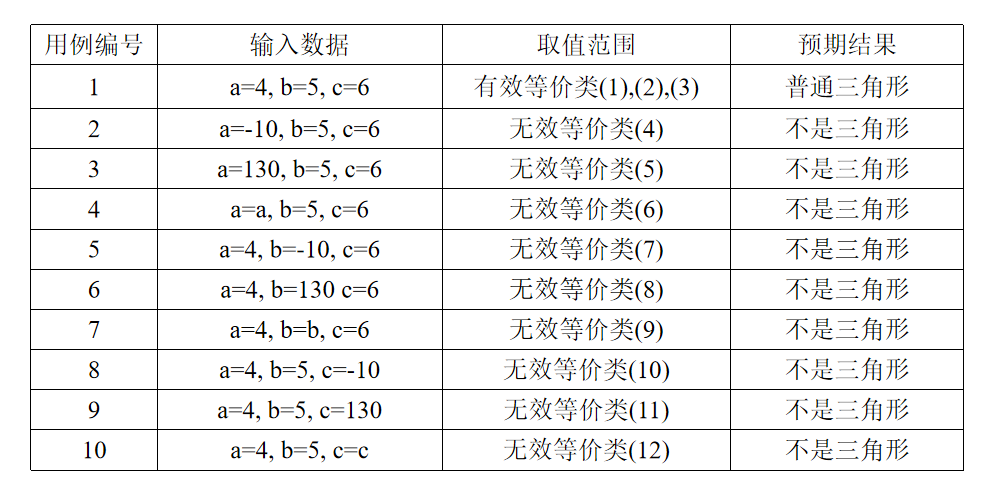 用例编号 输入数据 取值范围 预期结果
1 a=4, b=5, c=6 有效等价类(1),(2),(3) 普通三角形
2 a=-10, b=5, c=6 无效等价类(4) 不是三角形
3 a=130, b=5, c=6 无效等价类(5) 不是三角形
4 a=a, b=5, c=6 无效等价类(6) 不是三角形
5 a=4, b=-10, c=6 无效等价类(7) 不是三角形
6 a=4, b=130 c=6 无效等价类(8) 不是三角形
7 a=4, b=b, c=6 无效等价类(9) 不是三角形
8 a=4, b=5, c=-10 无效等价类(10) 不是三角形
9 a=4, b=5, c=130 无效等价类(11) 不是三角形
10 a=4, b=5, c=c 无效等价类(12) 不是三角形